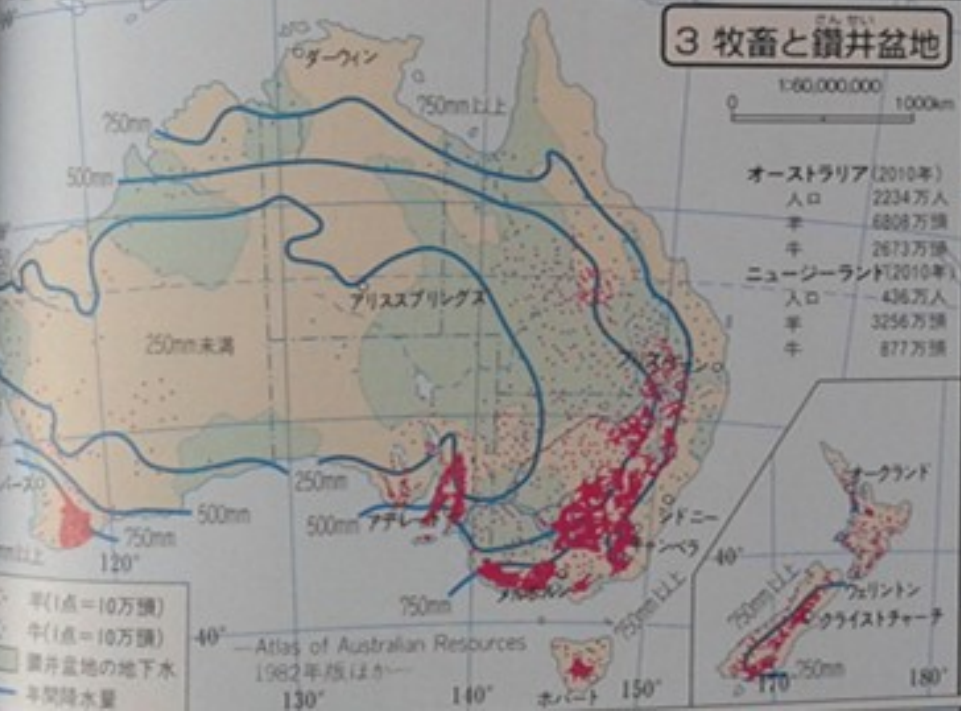 3 牧畜と鑽井盆地
さんせい
1:60,000,000
0 1000km
オーストラリア(2010年)
人口 2234万人
羊 6808万頭
牛 2673万頭
ニュージーランド(2010年)
人口 436万人
羊 3256万頭
牛 877万頭
ダーウィン
750mm以上
750mm
500mm
アリススプリングス
250mm未満
ブリズベン
250mm
500mm
500mm
アデレード
シドニー
キャンベラ
750mm
メルボルン
750mm
750mm以上
ホバート
オークランド
ウェリントン
クライストチャーチ
750mm以上
750mm
120°
130°
140°
150°
170°
180°
40°
40°
羊(1点=10万頭)
牛(1点=10万頭)
鑽井盆地の地下水
年間降水量
—Atlas of Australian Resources
1982年版ほか—